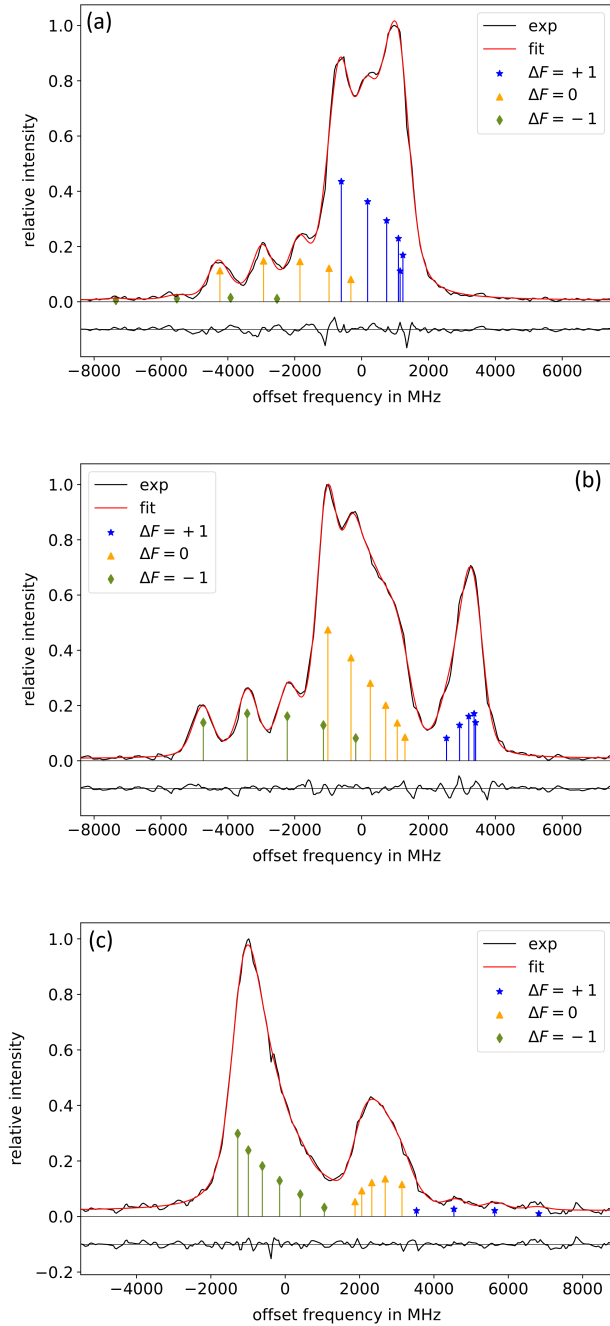 (a)
exp
fit
ΔF = +1
ΔF = 0
ΔF = −1
relative intensity
1.0
0.8
0.6
0.4
0.2
0.0
−8000 −6000 −4000 −2000 0 2000 4000 6000
offset frequency in MHz
(b)
exp
fit
ΔF = +1
ΔF = 0
ΔF = −1
relative intensity
1.0
0.8
0.6
0.4
0.2
0.0
−8000 −6000 −4000 −2000 0 2000 4000 6000
offset frequency in MHz
(c)
exp
fit
ΔF = +1
ΔF = 0
ΔF = −1
relative intensity
1.0
0.8
0.6
0.4
0.2
0.0
−0.2
−4000 −2000 0 2000 4000 6000 8000
offset frequency in MHz